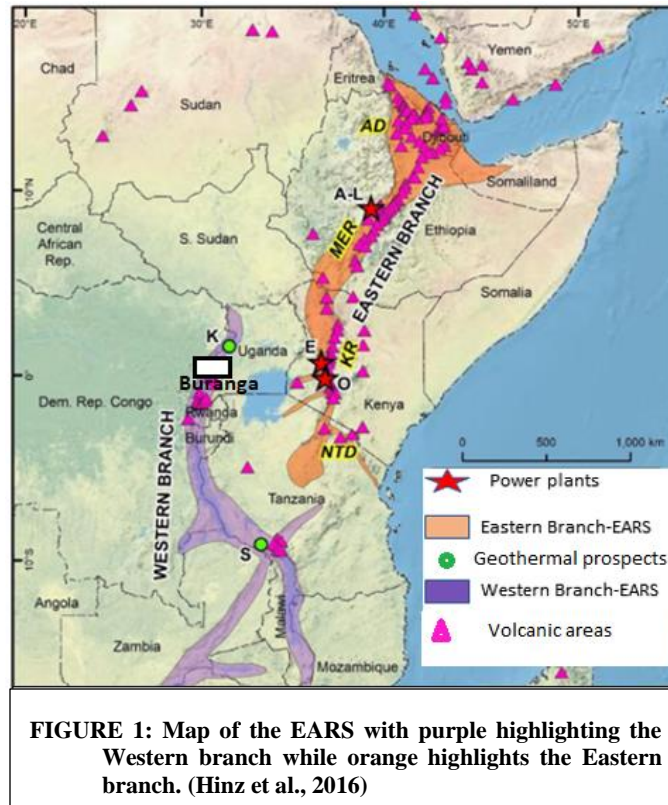 20°E
30°E
40°E
50°E
Chad
Sudan
Eritrea
Yemen
AD
Djibouti
10°N
A-L
Somaliland
Central
African
Rep.
S. Sudan
MER
EASTERN BRANCH
Ethiopia
Somalia
K
Uganda
E
KR
0°
Buranga
O
Dem. Rep. Congo
Rwanda
Kenya
Burundi
0
500
1,000 km
WESTERN BRANCH
NTD
Tanzania
Power plants
Eastern Branch-EARS
Geothermal prospects
S
Western Branch-EARS
10°S
Angola
Malawi
Volcanic areas
Zambia
Mozambique
FIGURE 1: Map of the EARS with purple highlighting the
Western branch while orange highlights the Eastern
branch. (Hinz et al., 2016)